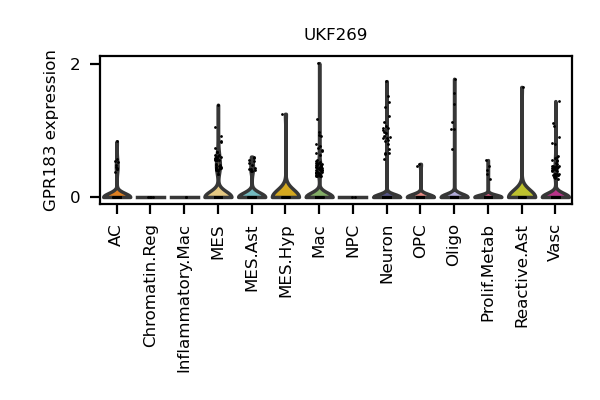 UKF269
GPR183 expression
2
0
AC
Chromatin.Reg
Inflammatory.Mac
MES
MES.Ast
MES.Hyp
Mac
NPC
Neuron
OPC
Oligo
Prolif.Metab
Reactive.Ast
Vasc